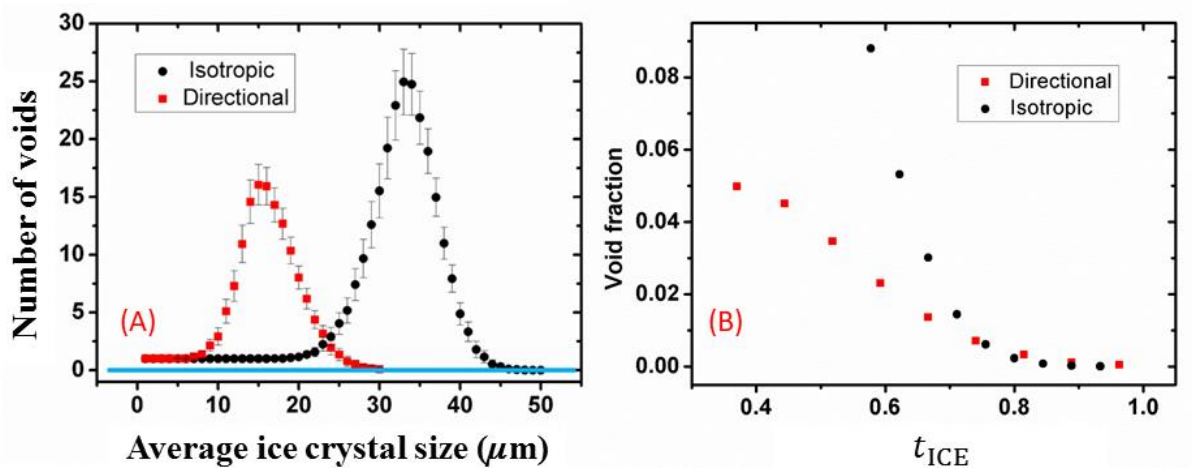 30
25
20
15
10
5
0
Number of voids
Isotropic
Directional
(A)
0 10 20 30 40 50
Average ice crystal size (μm)
0.08
0.06
0.04
0.02
0.00
Void fraction
Directional
Isotropic
(B)
0.4 0.6 0.8 1.0
t_ICE